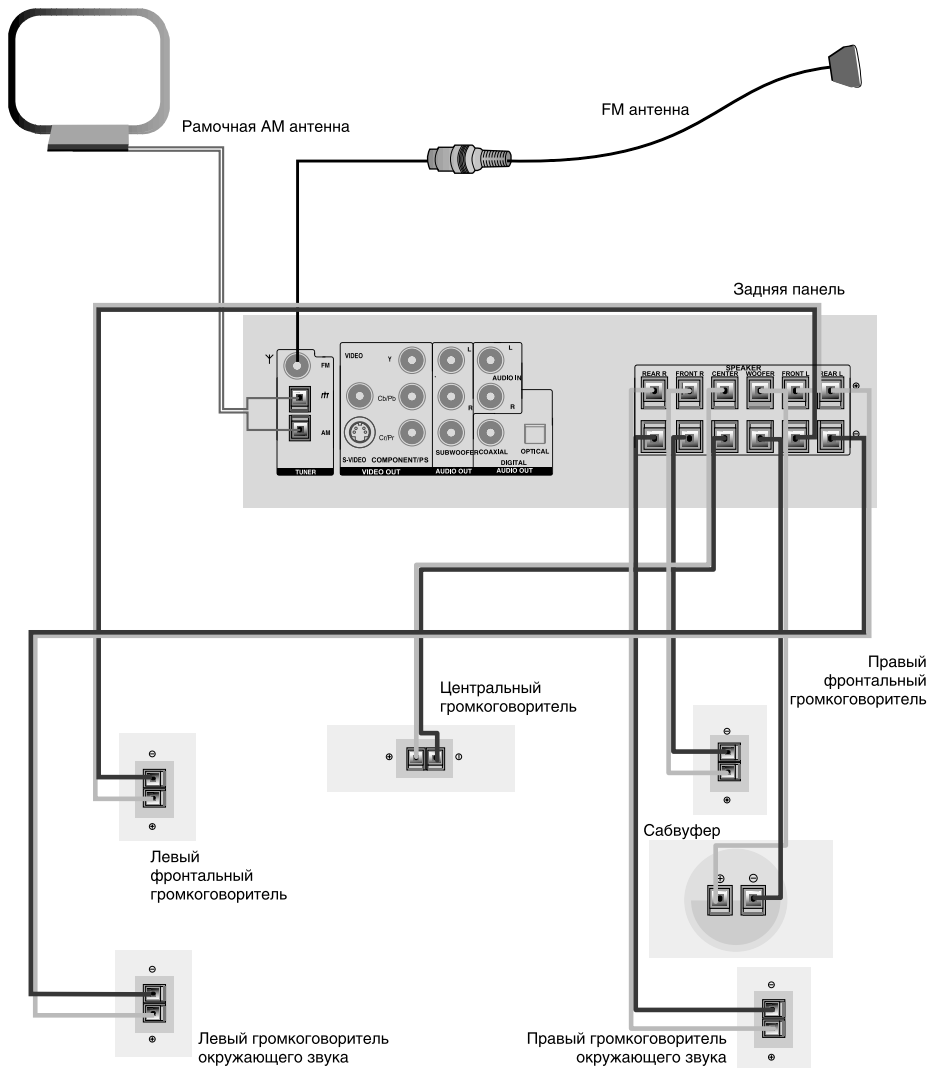 Рамочная AM антенна
FM антенна
Задняя панель
FM
AM
TUNER
VIDEO
Y
Cb/Pb
Cr/Pr
S-VIDEO
COMPONENT/PS
VIDEO OUT
L
R
SUBWOOFER
AUDIO OUT
L
AUDIO IN
R
COAXIAL
OPTICAL
DIGITAL
AUDIO OUT
SPEAKER
REAR R
FRONT R
CENTER
WOOFER
FRONT L
REAR L
Правый
фронтальный
громкоговоритель
Центральный
громкоговоритель
Сабвуфер
Левый
фронтальный
громкоговоритель
Левый громкоговоритель
окружающего звука
Правый громкоговоритель
окружающего звука